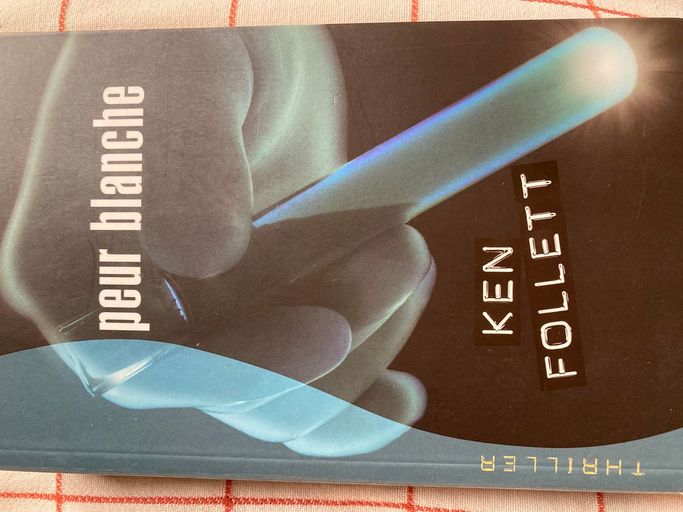 KEN
FOLLETT
peur blanche
THRILLER